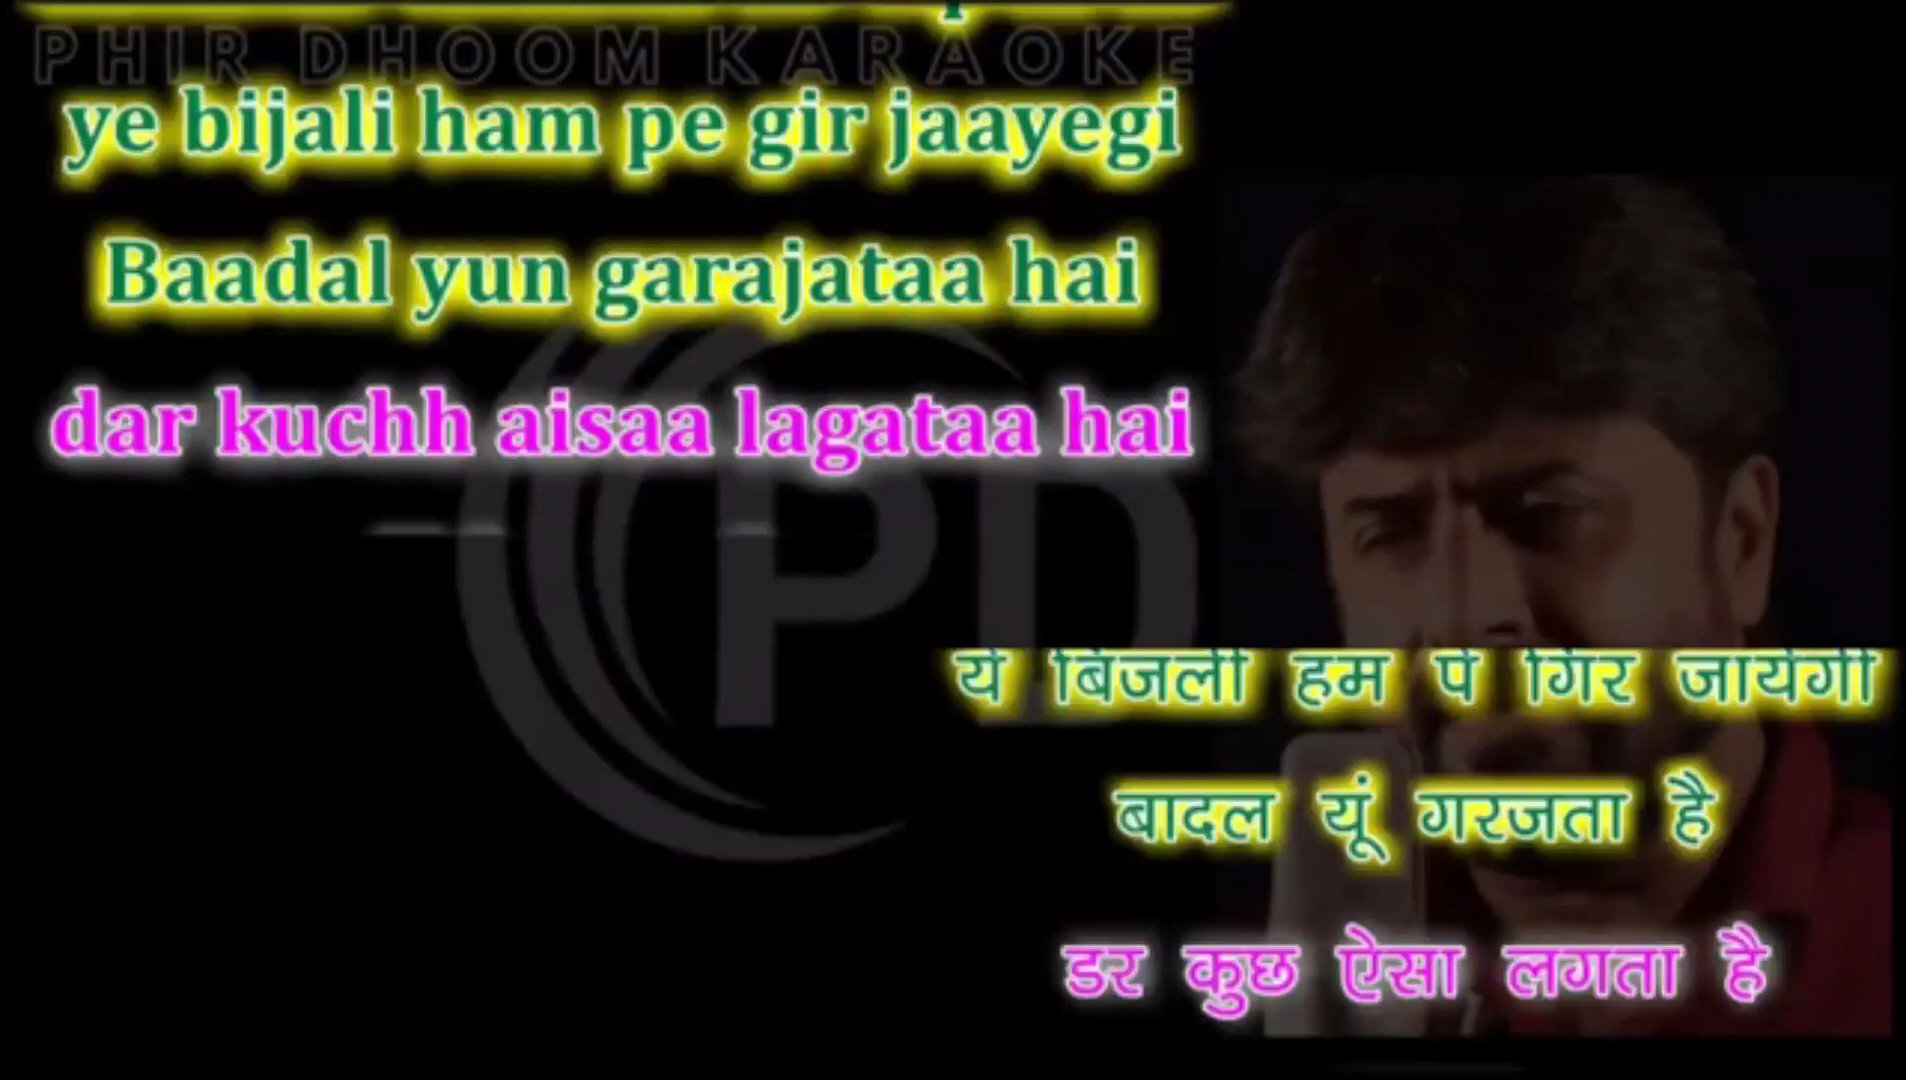 PHIR DHOOM KARAOKE
ye bijali ham pe gir jaayegi
Baadal yun garajataa hai
dar kuchh aisaa lagataa hai
PD
ये बिजली हम पे गिर जायेगी
बादल यूं गरजता है
डर कुछ ऐसा लगता है